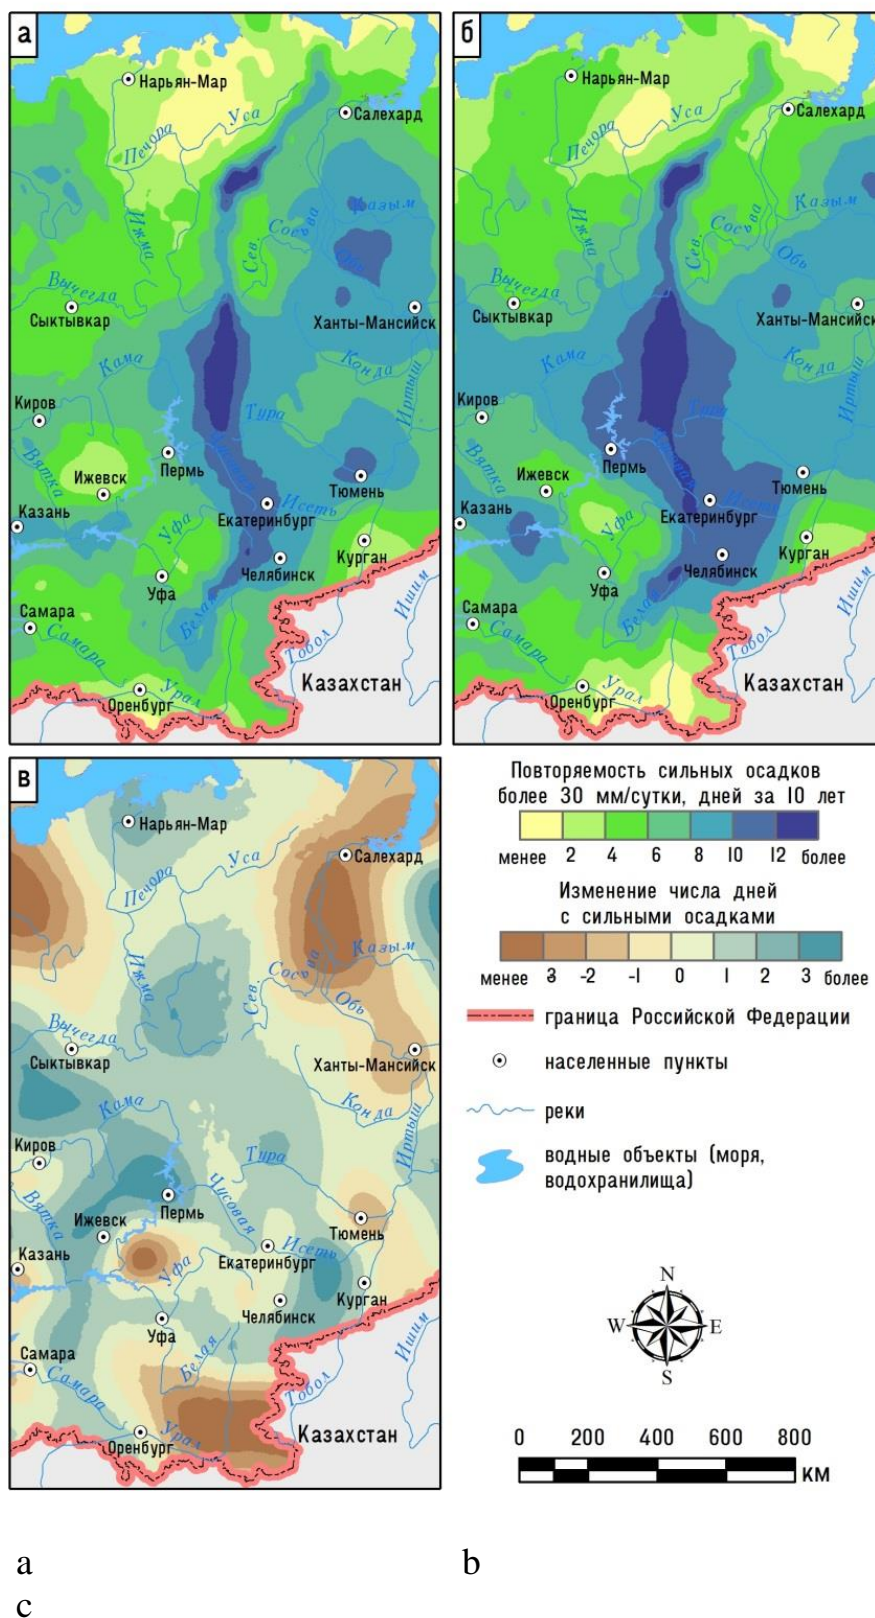 а
Нарьян-Мар
Салехард
Уса
Печора
Ижма
Казым
Сев. Сосьва
Обь
Вычегда
Сыктывкар
Ханты-Мансийск
Кама
Конда
Иртыш
Киров
Тура
Вятка
Пермь
Чусовая
Ижевск
Тюмень
Казань
Екатеринбург
Исеть
Уфа
Курган
Челябинск
Уфа
Белая
Ишим
Самара
Самара
Тобол
Казахстан
Урал
Оренбург
б
Нарьян-Мар
Салехард
Уса
Печора
Ижма
Казым
Сев. Сосьва
Обь
Вычегда
Сыктывкар
Ханты-Мансийск
Кама
Конда
Иртыш
Киров
Тура
Вятка
Пермь
Чусовая
Ижевск
Тюмень
Казань
Екатеринбург
Исеть
Уфа
Курган
Челябинск
Уфа
Белая
Ишим
Самара
Самара
Тобол
Казахстан
Урал
Оренбург
в
Нарьян-Мар
Салехард
Уса
Печора
Ижма
Казым
Сев. Сосьва
Обь
Вычегда
Сыктывкар
Ханты-Мансийск
Кама
Конда
Иртыш
Киров
Тура
Вятка
Пермь
Чусовая
Ижевск
Тюмень
Казань
Екатеринбург
Исеть
Уфа
Курган
Челябинск
Уфа
Белая
Ишим
Самара
Самара
Тобол
Казахстан
Урал
Оренбург
Повторяемость сильных осадков
более 30 мм/сутки, дней за 10 лет
менее 2 4 6 8 10 12 более
Изменение числа дней
с сильными осадками
менее -3 -2 -1 0 1 2 3 более
граница Российской Федерации
населенные пункты
реки
водные объекты (моря,
водохранилища)
N
W E
S
0 200 400 600 800
КМ
a b
c